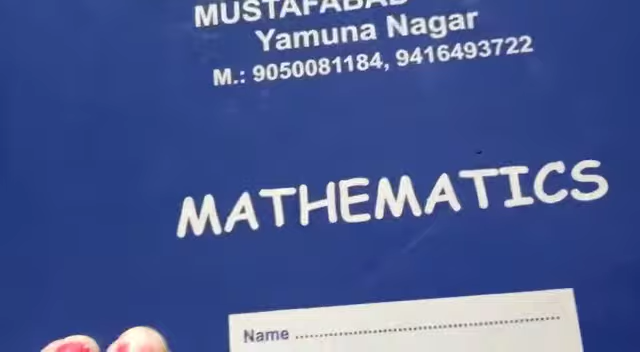 MUSTAFABAD
Yamuna Nagar
M.: 9050081184, 9416493722
MATHEMATICS
Name ........................................................